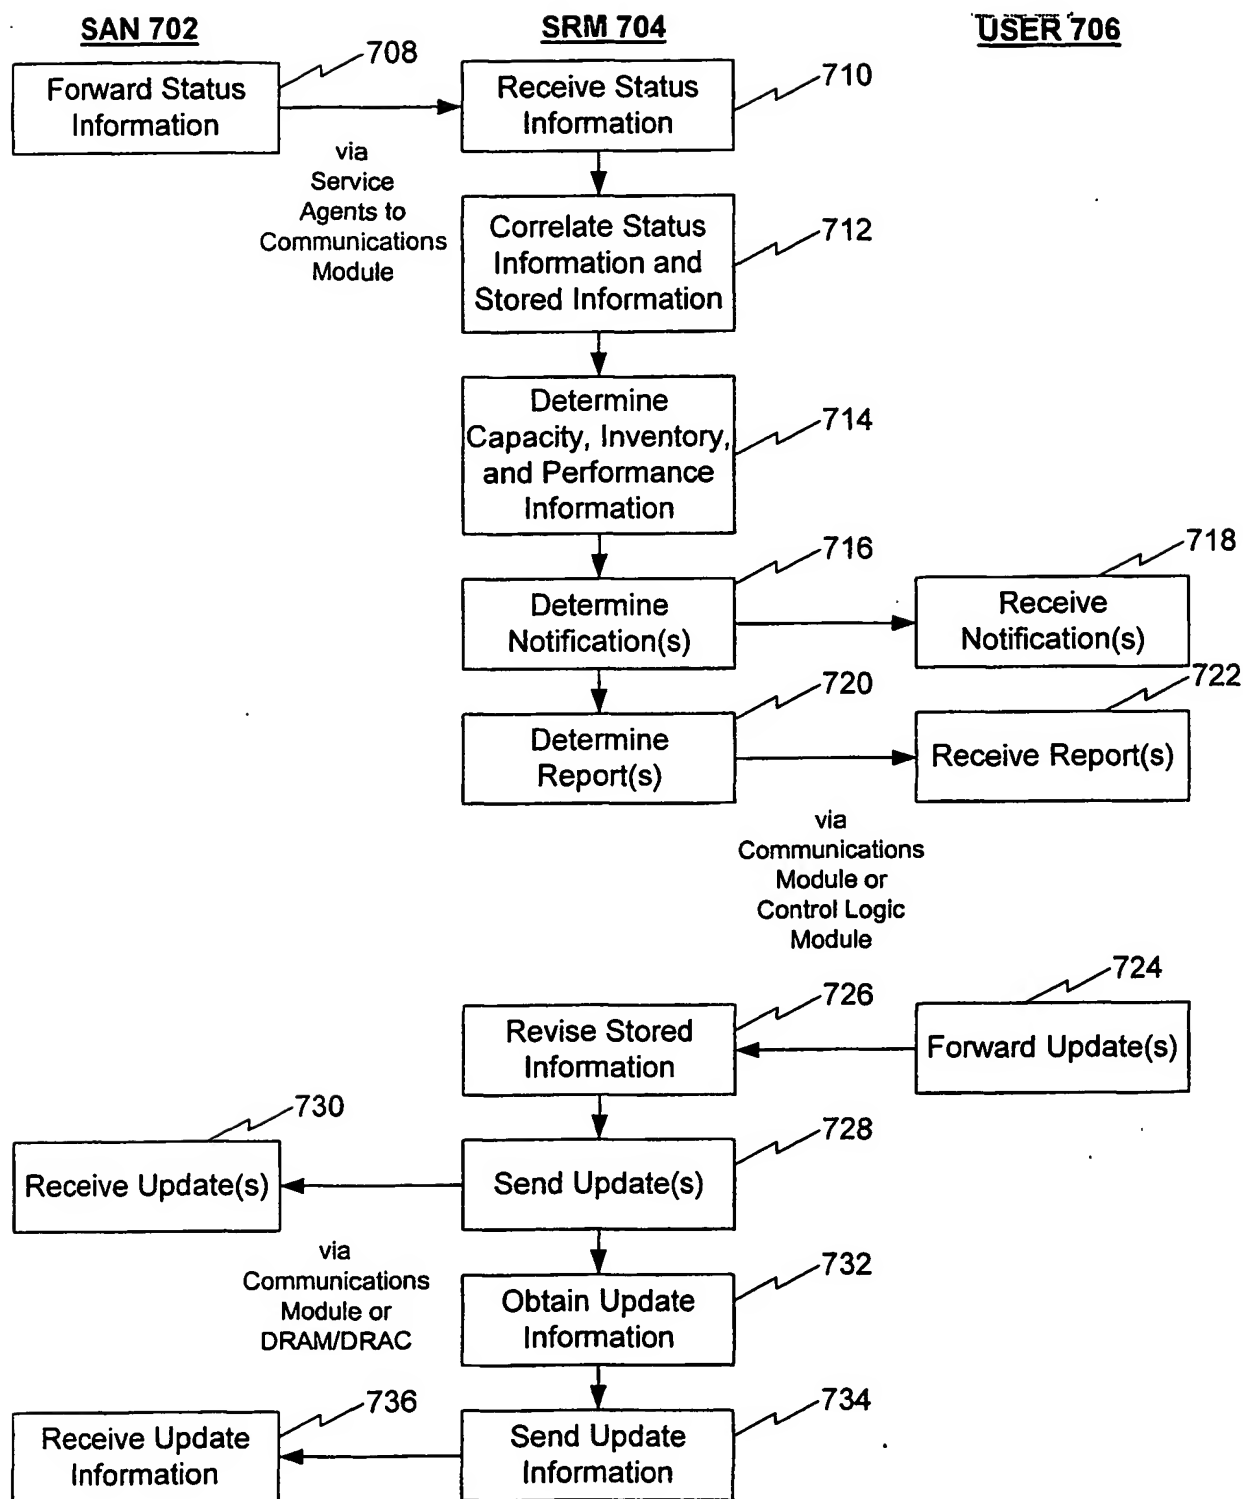 SAN 702
SRM 704
USER 706
708
Forward Status
Information
Receive Status
Information
710
via
Service
Agents to
Communications
Module
Correlate Status
Information and
Stored Information
712
Determine
Capacity, Inventory,
and Performance
Information
714
716
Determine
Notification(s)
718
Receive
Notification(s)
720
Determine
Report(s)
722
Receive Report(s)
via
Communications
Module or
Control Logic
Module
724
Forward Update(s)
726
Revise Stored
Information
728
Send Update(s)
730
Receive Update(s)
via
Communications
Module or
DRAM/DRAC
732
Obtain Update
Information
734
Send Update
Information
736
Receive Update
Information